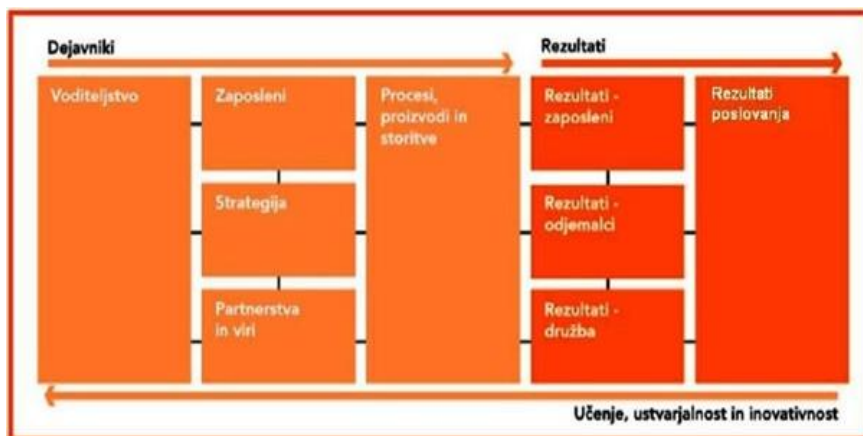 Dejavniki
Rezultati
Voditeljstvo
Zaposleni
Procesi,
proizvodi in
storitve
Rezultati -
zaposleni
Rezultati
poslovanja
Strategija
Rezultati -
odjemalci
Partnerstva
in viri
Rezultati -
družba
Učenje, ustvarjalnost in inovativnost